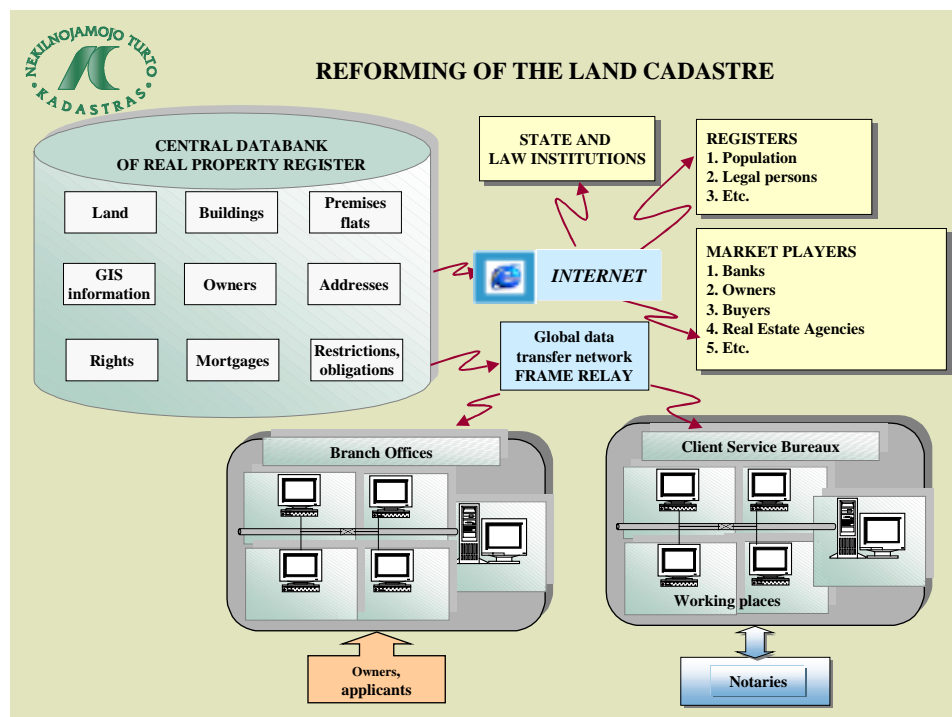 NEKILNOJAMOJO TURTO
KADASTRAS
REFORMING OF THE LAND CADASTRE
CENTRAL DATABANK
OF REAL PROPERTY REGISTER
Land
Buildings
Premises
flats
GIS
information
Owners
Addresses
Rights
Mortgages
Restrictions,
obligations
STATE AND
LAW INSTITUTIONS
REGISTERS
1. Population
2. Legal persons
3. Etc.
INTERNET
MARKET PLAYERS
1. Banks
2. Owners
3. Buyers
4. Real Estate Agencies
5. Etc.
Global data
transfer network
FRAME RELAY
Branch Offices
Client Service Bureaux
Working places
Owners,
applicants
Notaries